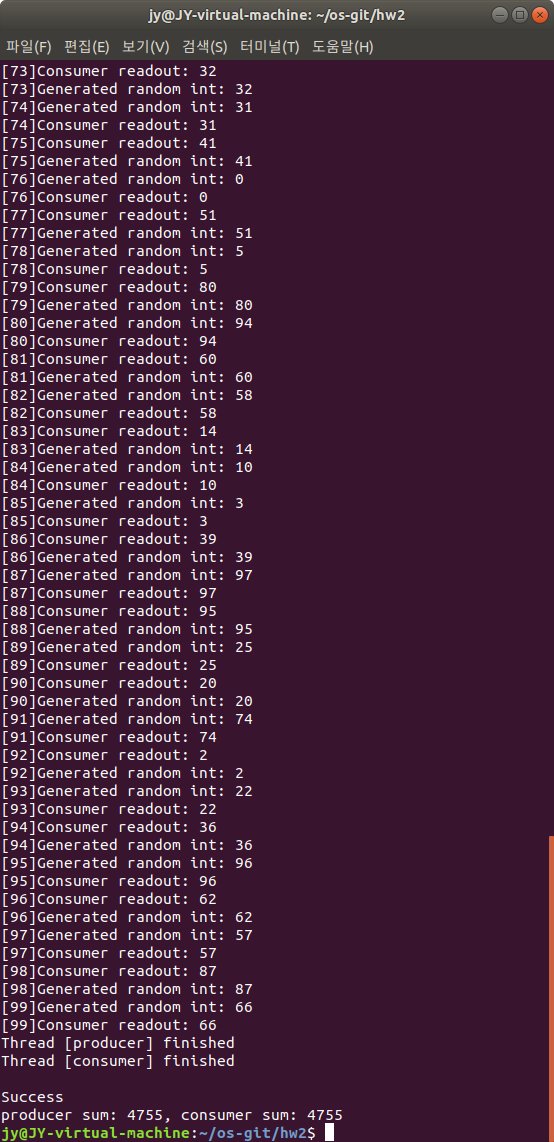 jy@JY-virtual-machine: ~/os-git/hw2
파일(F) 편집(E) 보기(V) 검색(S) 터미널(T) 도움말(H)
[73]Consumer readout: 32
[73]Generated random int: 32
[74]Generated random int: 31
[74]Consumer readout: 31
[75]Consumer readout: 41
[75]Generated random int: 41
[76]Generated random int: 0
[76]Consumer readout: 0
[77]Consumer readout: 51
[77]Generated random int: 51
[78]Generated random int: 5
[78]Consumer readout: 5
[79]Consumer readout: 80
[79]Generated random int: 80
[80]Generated random int: 94
[80]Consumer readout: 94
[81]Consumer readout: 60
[81]Generated random int: 60
[82]Generated random int: 58
[82]Consumer readout: 58
[83]Consumer readout: 14
[83]Generated random int: 14
[84]Generated random int: 10
[84]Consumer readout: 10
[85]Generated random int: 3
[85]Consumer readout: 3
[86]Consumer readout: 39
[86]Generated random int: 39
[87]Generated random int: 97
[87]Consumer readout: 97
[88]Consumer readout: 95
[88]Generated random int: 95
[89]Generated random int: 25
[89]Consumer readout: 25
[90]Consumer readout: 20
[90]Generated random int: 20
[91]Generated random int: 74
[91]Consumer readout: 74
[92]Consumer readout: 2
[92]Generated random int: 2
[93]Generated random int: 22
[93]Consumer readout: 22
[94]Consumer readout: 36
[94]Generated random int: 36
[95]Generated random int: 96
[95]Consumer readout: 96
[96]Consumer readout: 62
[96]Generated random int: 62
[97]Generated random int: 57
[97]Consumer readout: 57
[98]Consumer readout: 87
[98]Generated random int: 87
[99]Generated random int: 66
[99]Consumer readout: 66
Thread [producer] finished
Thread [consumer] finished
Success
producer sum: 4755, consumer sum: 4755
jy@JY-virtual-machine:~/os-git/hw2$